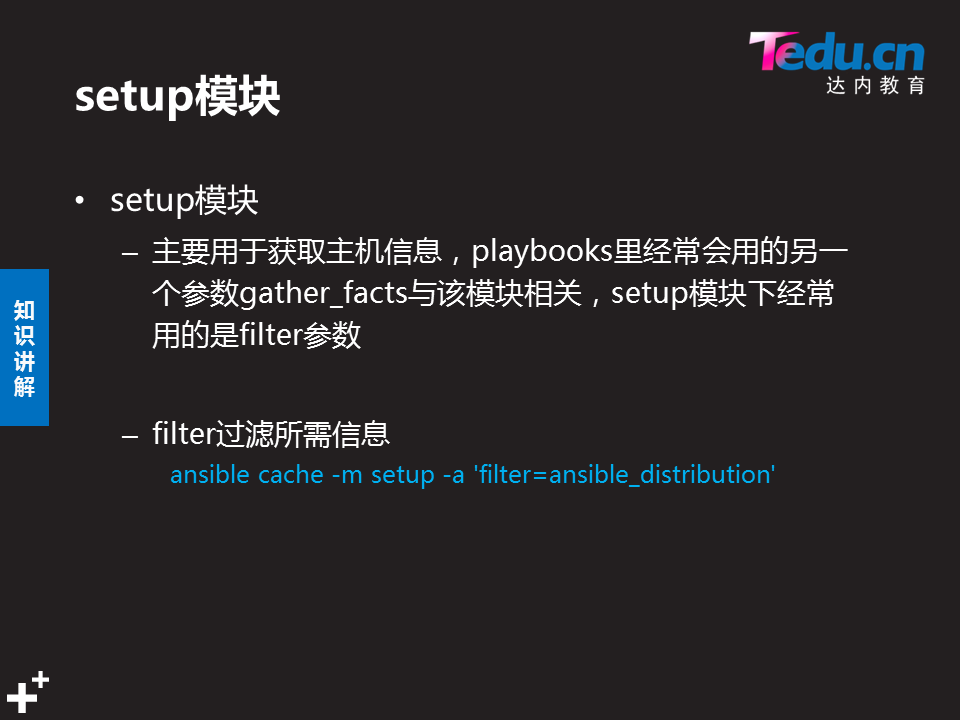 Tedu.cn
达内教育
setup模块
• setup模块
– 主要用于获取主机信息，playbooks里经常会用的另一
个参数gather_facts与该模块相关，setup模块下经常
用的是filter参数
知
识
讲
解
– filter过滤所需信息
ansible cache -m setup -a 'filter=ansible_distribution'